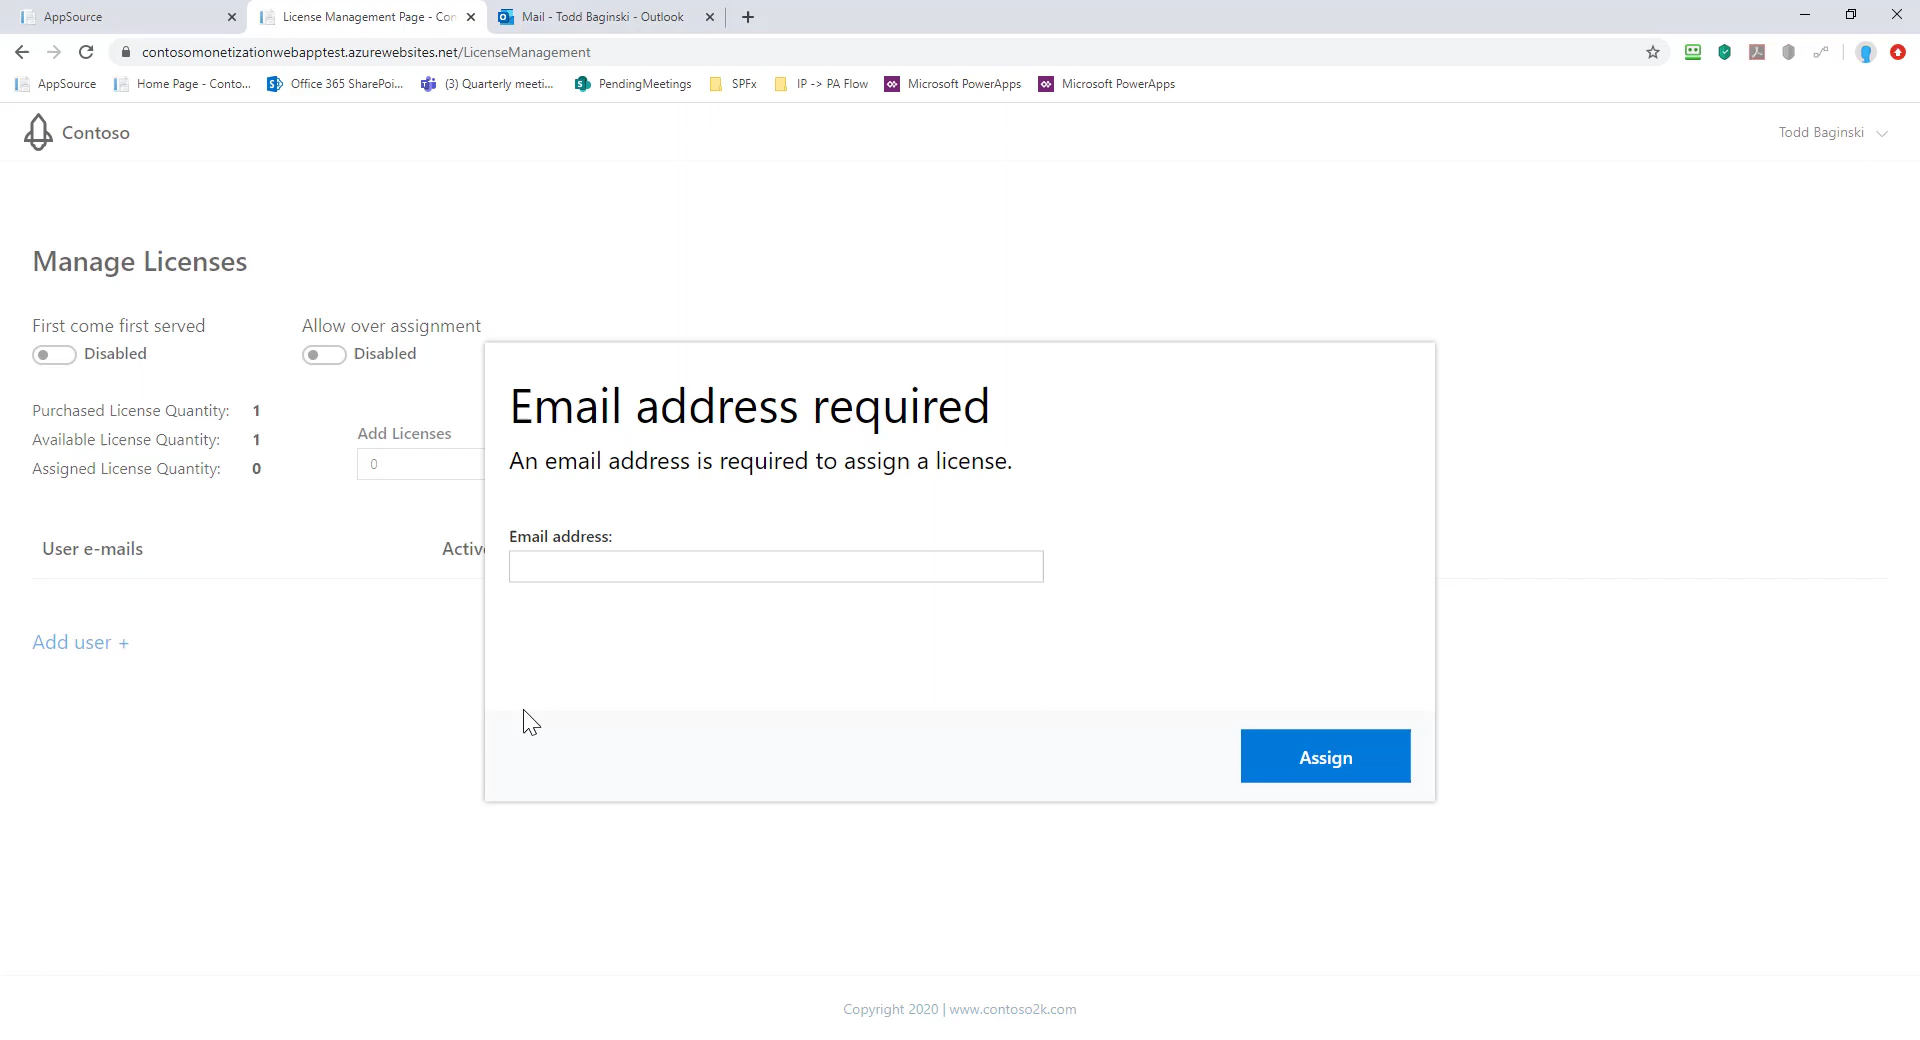 AppSource
License Management Page - Con
Mail - Todd Baginski - Outlook
contosomonetizationwebapptest.azurewebsites.net/LicenseManagement
AppSource
Home Page - Conto...
Office 365 SharePoi...
(3) Quarterly meeti...
PendingMeetings
SPFx
IP -> PA Flow
Microsoft PowerApps
Microsoft PowerApps
Contoso
Todd Baginski
Manage Licenses
First come first served
Allow over assignment
Disabled
Disabled
Purchased License Quantity: 1
Available License Quantity: 1
Assigned License Quantity: 0
Add Licenses
0
User e-mails
Active
Add user +
Email address required
An email address is required to assign a license.
Email address:
Assign
Copyright 2020 | www.contoso2k.com